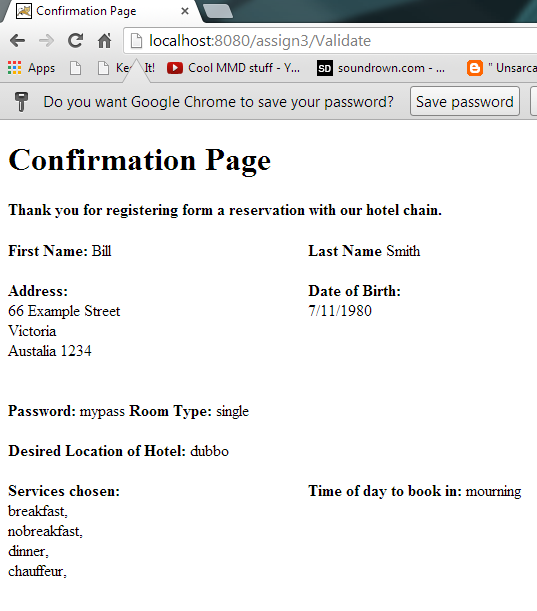 Confirmation Page
localhost:8080/assign3/Validate
Apps Ke It! Cool MMD stuff - Y... SD soundrown.com - ... " Unsarca
Do you want Google Chrome to save your password? Save password
Confirmation Page
Thank you for registering form a reservation with our hotel chain.
First Name: Bill Last Name Smith
Address: Date of Birth:
66 Example Street 7/11/1980
Victoria
Austalia 1234
Password: mypass Room Type: single
Desired Location of Hotel: dubbo
Services chosen: Time of day to book in: mourning
breakfast,
nobreakfast,
dinner,
chauffeur,